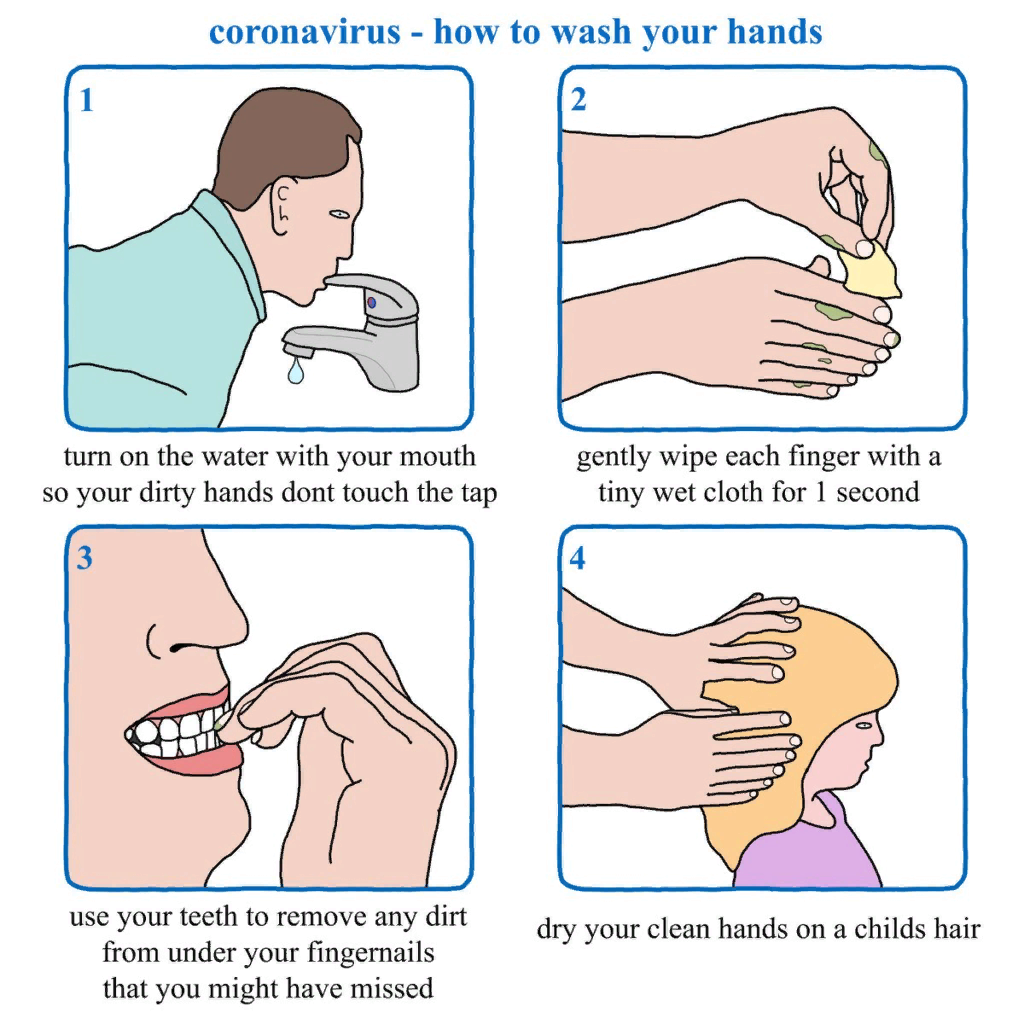 coronavirus - how to wash your hands
1
turn on the water with your mouth
so your dirty hands dont touch the tap
2
gently wipe each finger with a
tiny wet cloth for 1 second
3
use your teeth to remove any dirt
from under your fingernails
that you might have missed
4
dry your clean hands on a childs hair